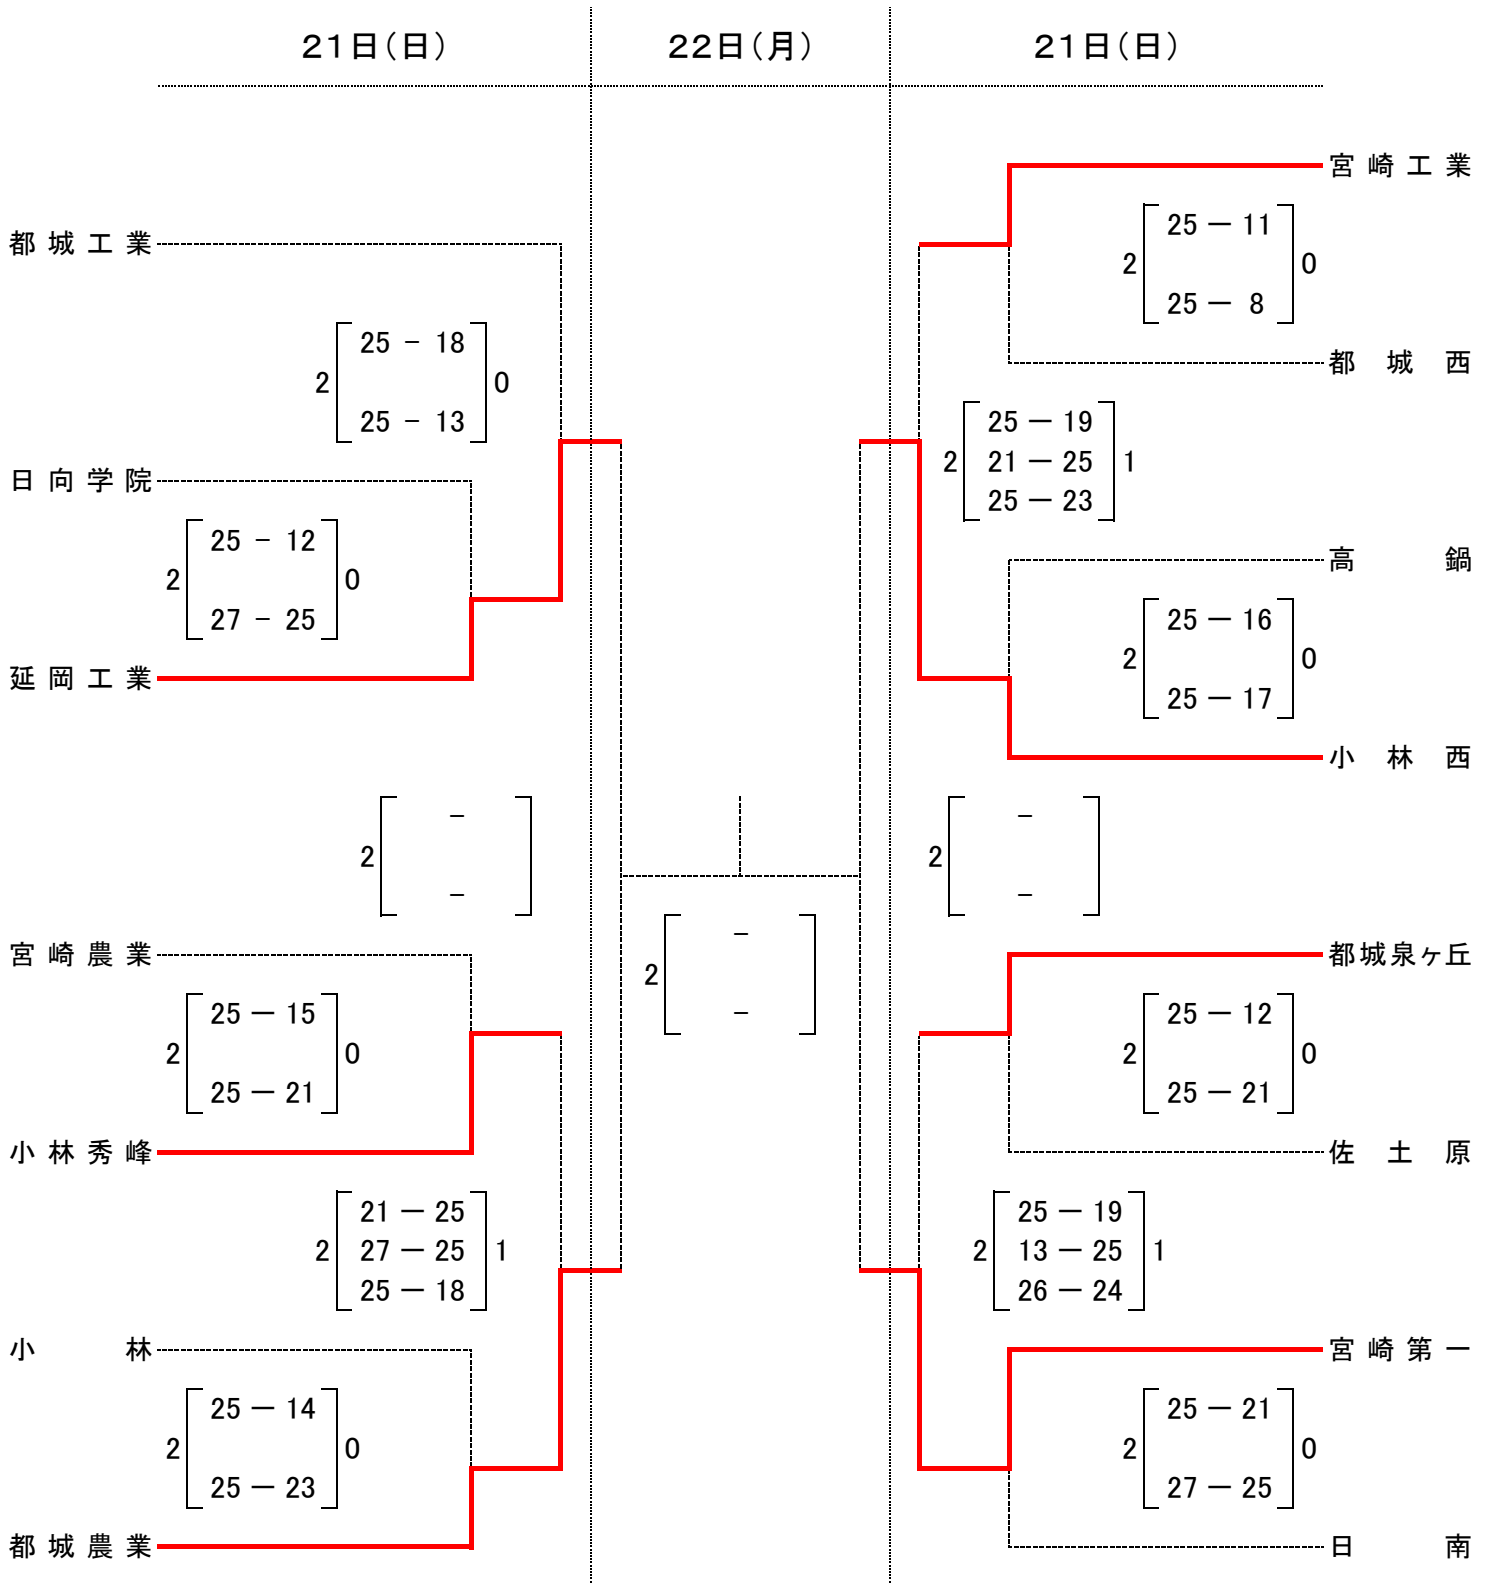 21日(日) 22日(月) 21日(日)
宮崎工業
25 － 11
2 0
25 － 8
都城西
都城工業
25 - 18
2 0
25 - 13
25 － 19
2 21 － 25 1
25 － 23
日向学院
25 - 12
2 0
27 - 25
延岡工業
高鍋
25 － 16
2 0
25 － 17
小林西
-
2
-
-
2
-
-
2
-
宮崎農業
25 － 15
2 0
25 － 21
小林秀峰
都城泉ヶ丘
25 － 12
2 0
25 － 21
佐土原
21 － 25
2 27 － 25 1
25 － 18
25 － 19
2 13 － 25 1
26 － 24
小林
25 － 14
2 0
25 － 23
都城農業
宮崎第一
25 － 21
2 0
27 － 25
日南